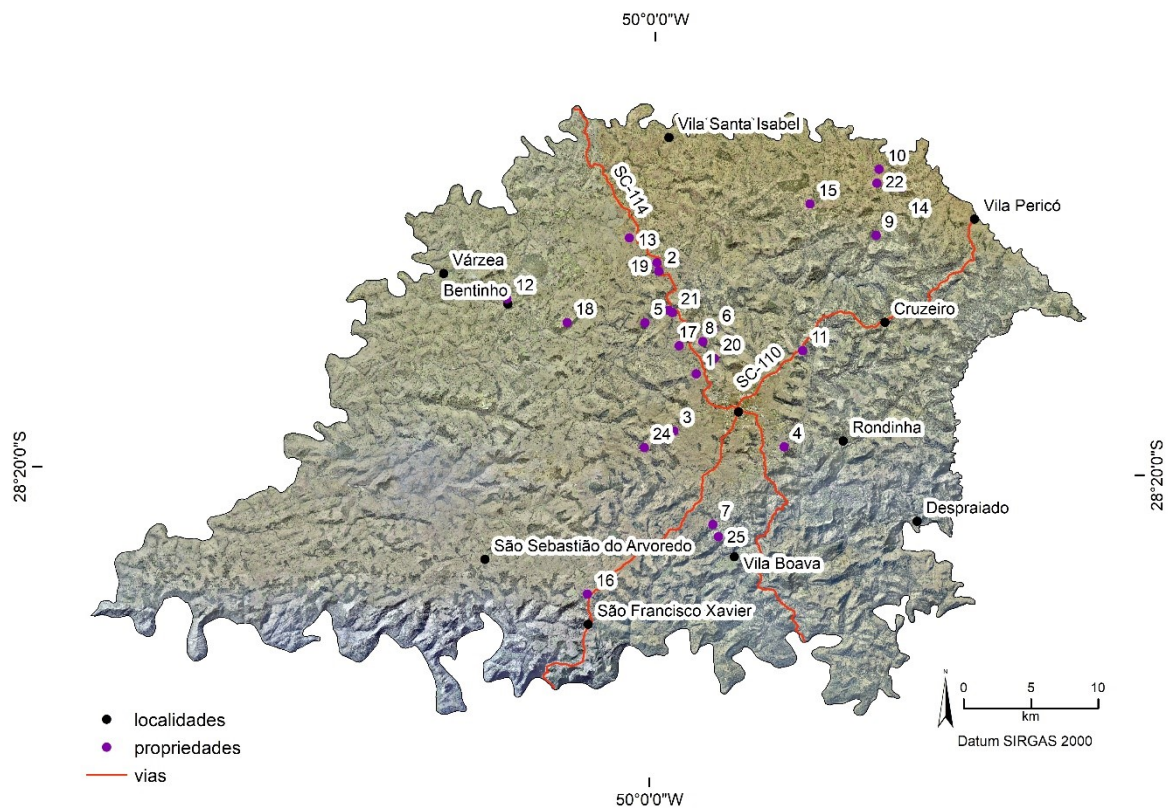 50°0'0"W
Vila Santa Isabel
10
22
SC-114
15
14
Vila Pericó
9
13
2
19
Várzea
12
Bentinho
18
5
21
6
8
Cruzeiro
17
20
11
1
SC-110
3
24
4
Rondinha
28°20'0"S
28°20'0"S
7
Despraiado
25
São Sebastião do Arvoredo
Vila Boava
16
São Francisco Xavier
N
0 5 10
km
Datum SIRGAS 2000
localidades
propriedades
vias
50°0'0"W